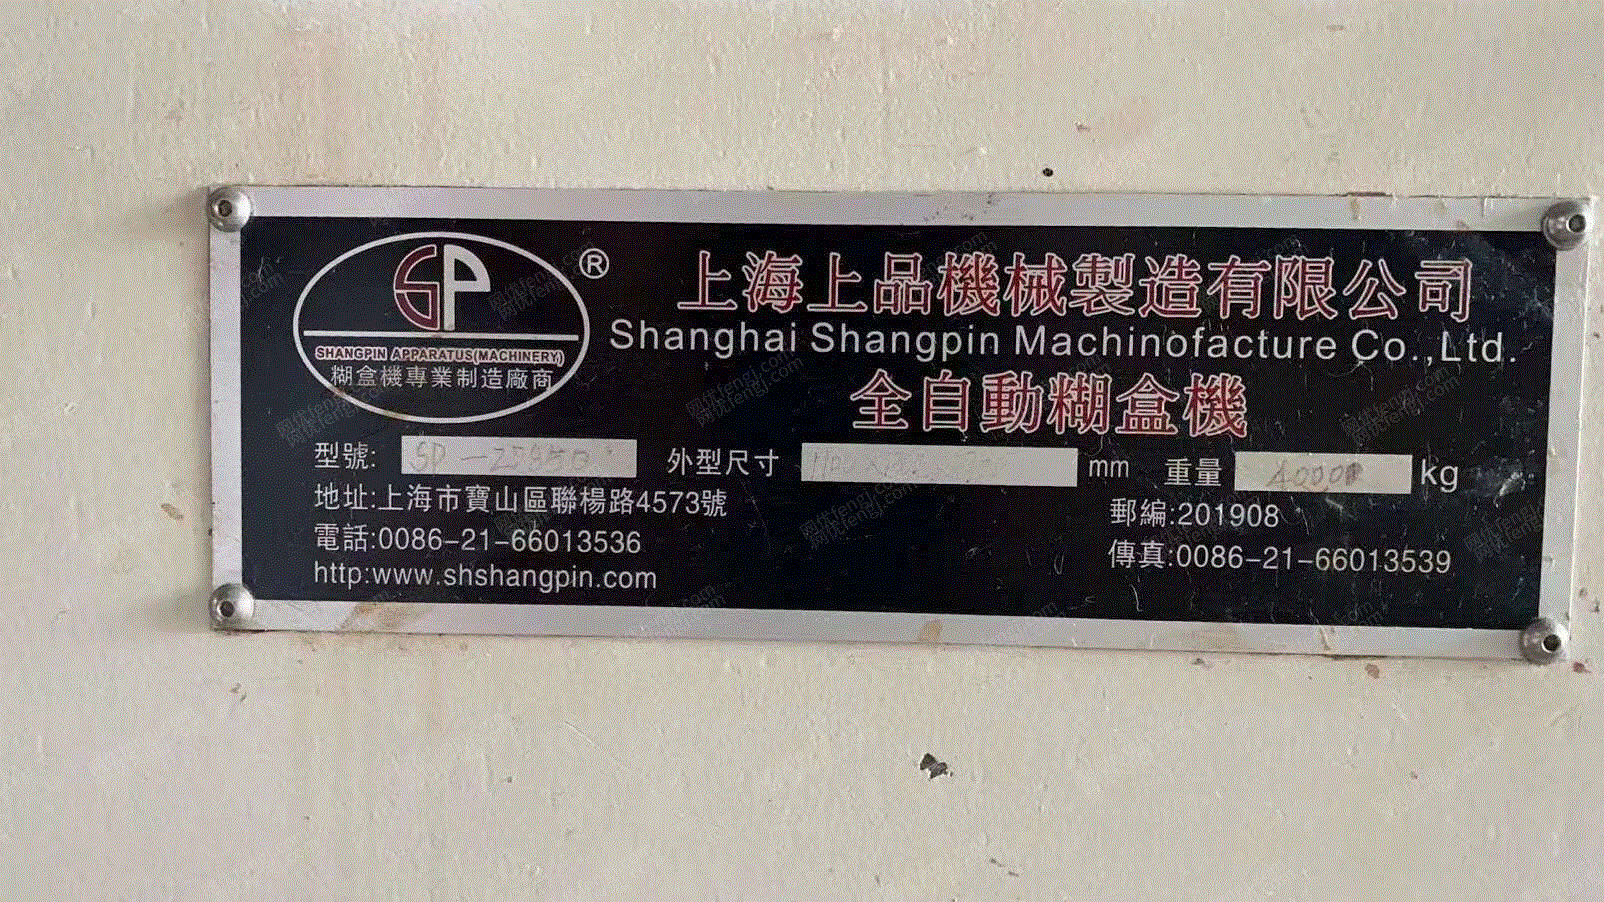 SP ®
SHANGPIN APPARATUS(MACHINERY)
糊盒機專業制造廠商
上海上品機械製造有限公司
Shanghai Shangpin Machinofacture Co.,Ltd.
全自動糊盒機
型號: 外型尺寸 mm 重量 kg
地址:上海市寶山區聯楊路4573號
郵編:201908
電話:0086-21-66013536
傳真:0086-21-66013539
http:www.shshangpin.com